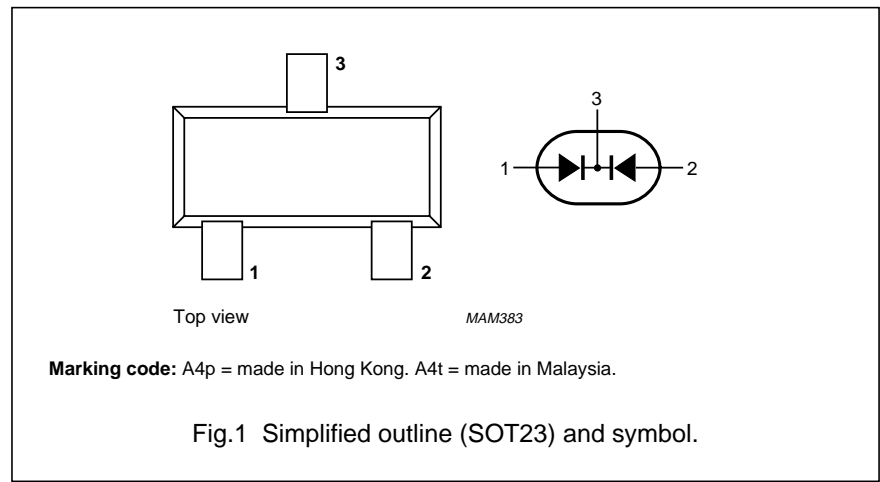 3
3
1
2
1
2
Top view
MAM383
Marking code: A4p = made in Hong Kong. A4t = made in Malaysia.
Fig.1 Simplified outline (SOT23) and symbol.